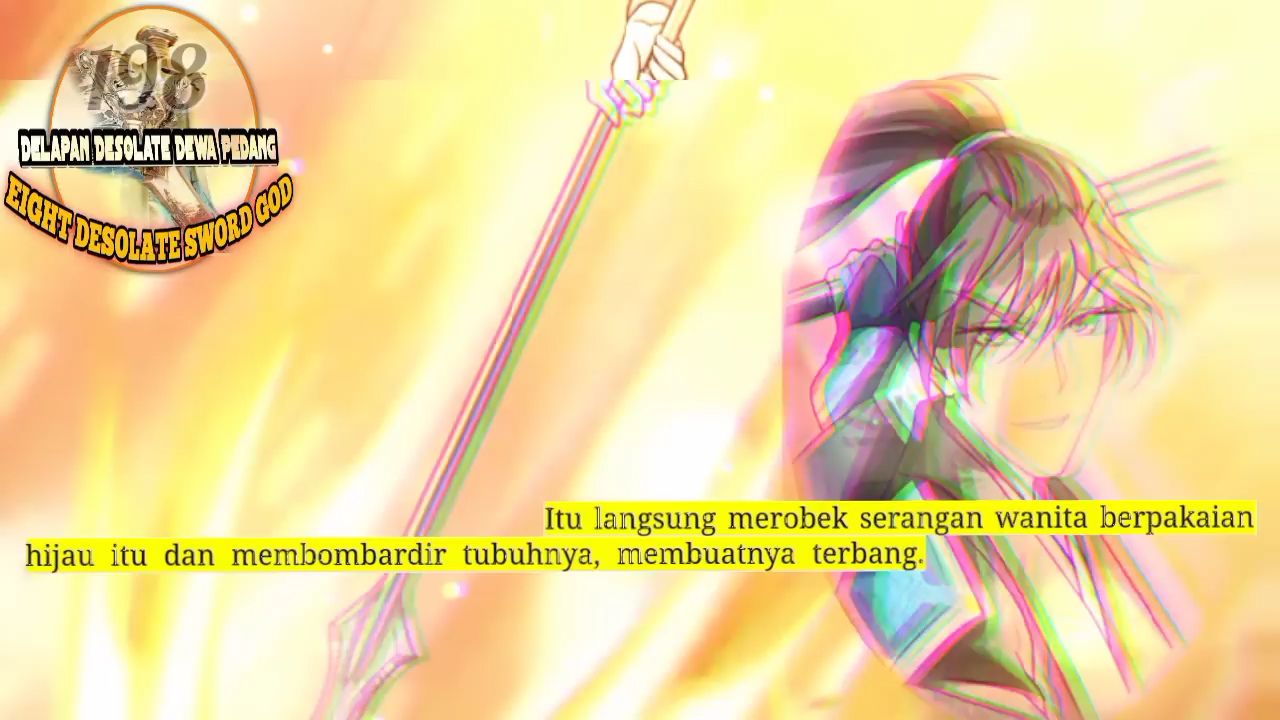 198
DELAPAN DESOLATE DEWA PEDANG
EIGHT DESOLATE SWORD GOD
Itu langsung merobek serangan wanita berpakaian
hijau itu dan membombardir tubuhnya, membuatnya terbang.